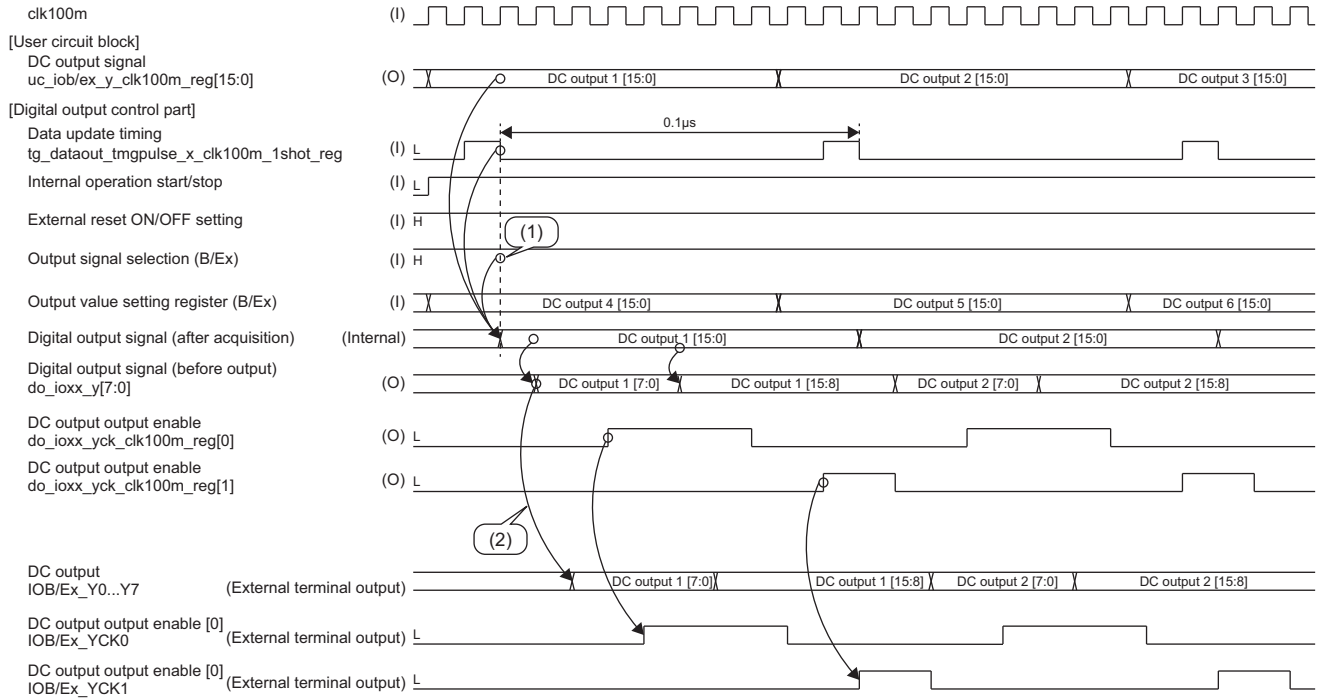 clk100m (I)
[User circuit block]
DC output signal
uc_iob/ex_y_clk100m_reg[15:0] (O) DC output 1 [15:0] DC output 2 [15:0] DC output 3 [15:0]
[Digital output control part]
Data update timing 0.1µs
tg_dataout_tmgpulse_x_clk100m_1shot_reg (I) L
Internal operation start/stop (I) L
External reset ON/OFF setting (I) H
(1)
Output signal selection (B/Ex) (I) H
Output value setting register (B/Ex) (I) DC output 4 [15:0] DC output 5 [15:0] DC output 6 [15:0]
Digital output signal (after acquisition) (Internal) DC output 1 [15:0] DC output 2 [15:0]
Digital output signal (before output)
do_ioxx_y[7:0] (O) DC output 1 [7:0] DC output 1 [15:8] DC output 2 [7:0] DC output 2 [15:8]
DC output output enable
do_ioxx_yck_clk100m_reg[0] (O) L
DC output output enable
do_ioxx_yck_clk100m_reg[1] (O) L
(2)
DC output
IOB/Ex_Y0...Y7 (External terminal output) DC output 1 [7:0] DC output 1 [15:8] DC output 2 [7:0] DC output 2 [15:8]
DC output output enable [0]
IOB/Ex_YCK0 (External terminal output) L
DC output output enable [0]
IOB/Ex_YCK1 (External terminal output) L